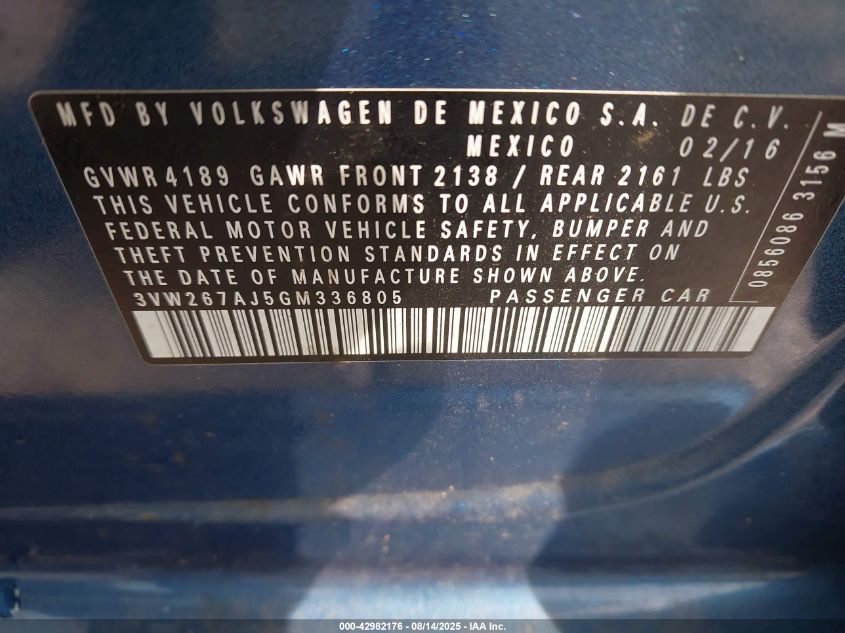 MFD BY VOLKSWAGEN DE MEXICO S.A. DE C.V.
MEXICO 02/16
GVWR 4189 GAWR FRONT 2138 / REAR 2161 LBS
THIS VEHICLE CONFORMS TO ALL APPLICABLE U.S.
FEDERAL MOTOR VEHICLE SAFETY, BUMPER AND
THEFT PREVENTION STANDARDS IN EFFECT ON
THE DATE OF MANUFACTURE SHOWN ABOVE.
3VW267AJ5GM336805 PASSENGER CAR
0856086 3156 M
000-42982176 - 08/14/2025 - IAA Inc.